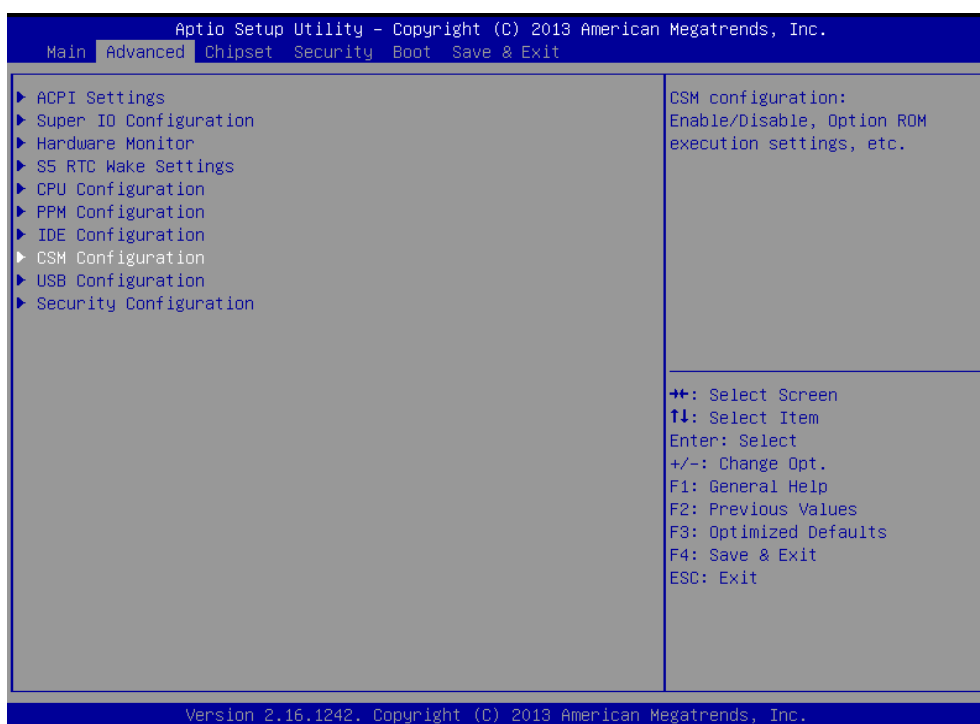 Aptio Setup Utility – Copyright (C) 2013 American Megatrends, Inc.
Main Advanced Chipset Security Boot Save & Exit
ACPI Settings
Super IO Configuration
Hardware Monitor
S5 RTC Wake Settings
CPU Configuration
PPM Configuration
IDE Configuration
CSM Configuration
USB Configuration
Security Configuration
CSM configuration:
Enable/Disable, Option ROM
execution settings, etc.
→←: Select Screen
↑↓: Select Item
Enter: Select
+/-: Change Opt.
F1: General Help
F2: Previous Values
F3: Optimized Defaults
F4: Save & Exit
ESC: Exit
Version 2.16.1242. Copyright (C) 2013 American Megatrends, Inc.